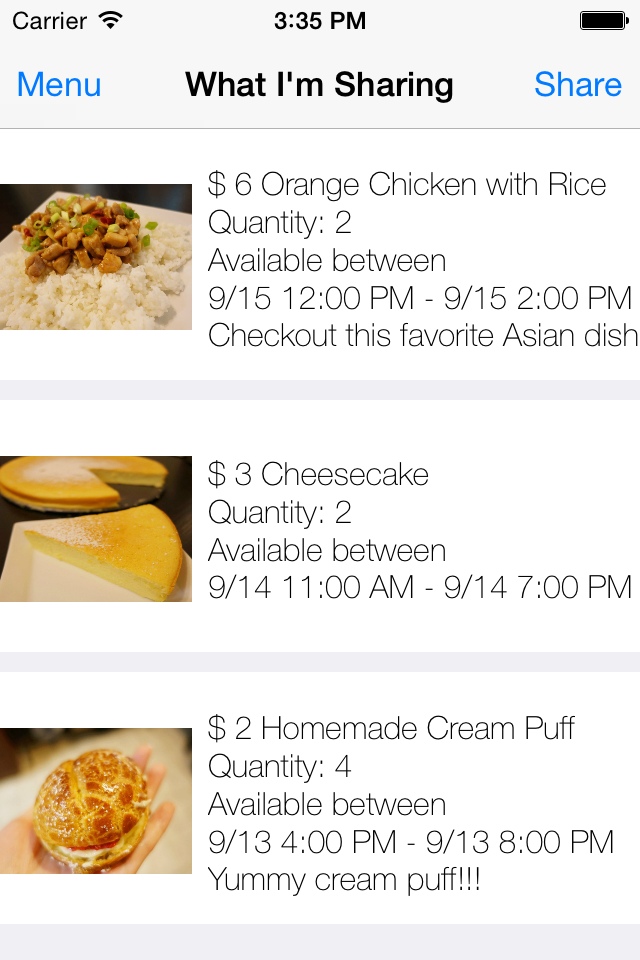 Carrier 3:35 PM
Menu What I'm Sharing Share
$ 6 Orange Chicken with Rice
Quantity: 2
Available between
9/15 12:00 PM - 9/15 2:00 PM
Checkout this favorite Asian dish
$ 3 Cheesecake
Quantity: 2
Available between
9/14 11:00 AM - 9/14 7:00 PM
$ 2 Homemade Cream Puff
Quantity: 4
Available between
9/13 4:00 PM - 9/13 8:00 PM
Yummy cream puff!!!